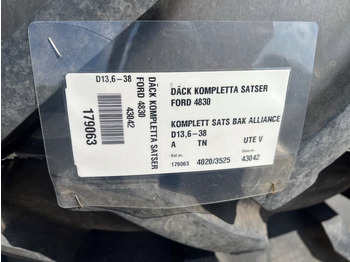 D13,6-38
179063
DÄCK KOMPLETTA SATSER
FORD 4830
43042
DÄCK KOMPLETTA SATSER
FORD 4830
KOMPLETT SATS BAK ALLIANCE
D13,6-38
A TN UTE V
179063 4020/3525 43042